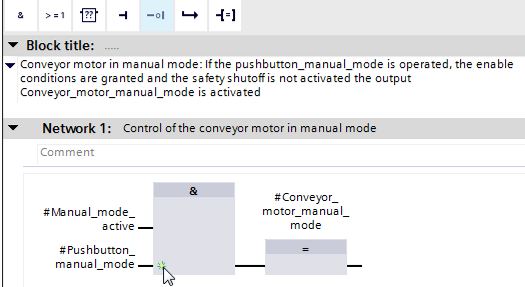 & >=1 ?? -o| -[=]
Block title: .....
Conveyor motor in manual mode: If the pushbutton_manual_mode is operated, the enable
conditions are granted and the safety shutoff is not activated the output
Conveyor_motor_manual_mode is activated
Network 1: Control of the conveyor motor in manual mode
Comment
&
#Conveyor_
motor_manual_
mode
#Manual_mode_
active
#Pushbutton_
manual_mode
=